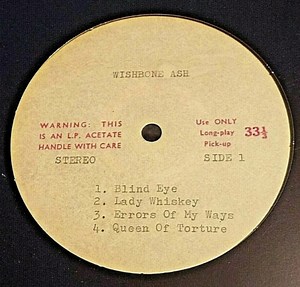 WISHBONE ASH
WARNING: THIS
IS AN L.P. ACETATE
HANDLE WITH CARE
STEREO
Use ONLY
Long-play 33⅓
Pick-up
SIDE 1
1. Blind Eye
2. Lady Whiskey
3. Errors Of My Ways
4. Queen Of Torture